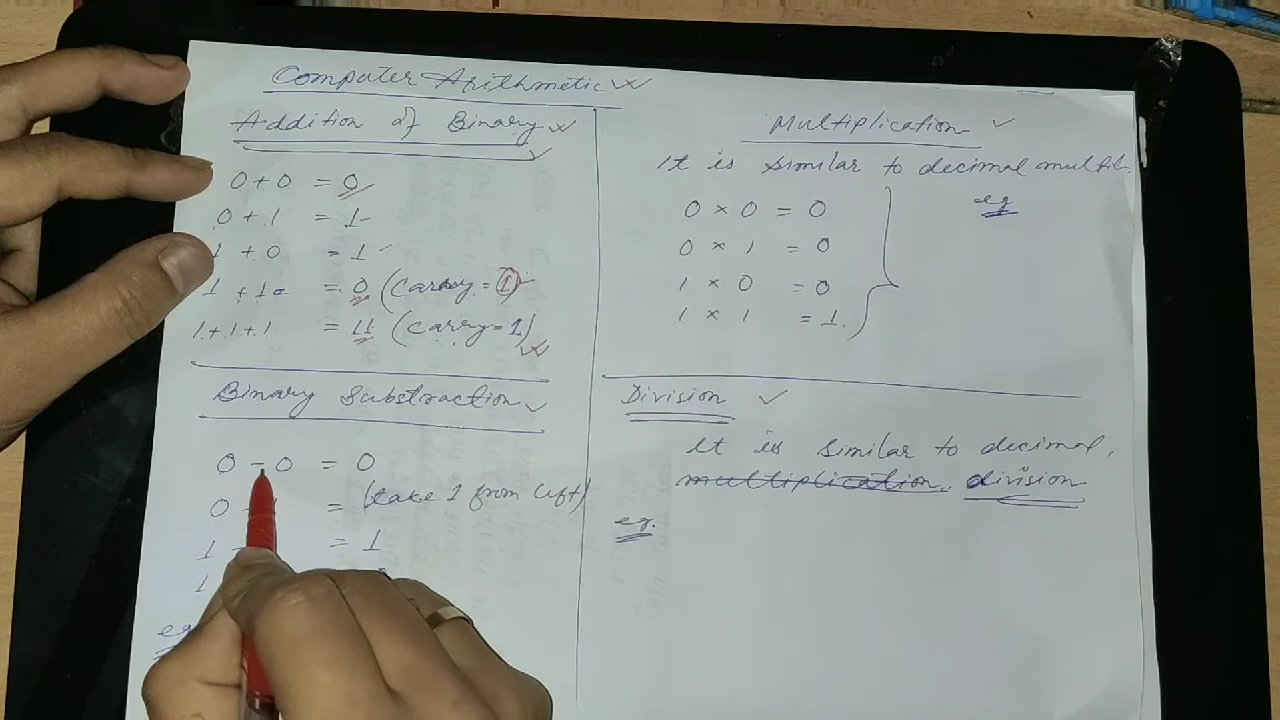 Computer Arithmetic
Addition of Binary
0 + 0 = 0
0 + 1 = 1
1 + 0 = 1
1 + 1 = 0 (Carry = 1)
1 + 1 + 1 = 11 (Carry = 1)
Binary Substraction
0 - 0 = 0
0 - = (take 1 from left)
1 - = 1
1
eg
Multiplication
It is similar to decimal
0 × 0 = 0
eg
0 × 1 = 0
1 × 0 = 0
1 × 1 = 1.
Division
It is similar to decimal,
multiplication. division
eg.